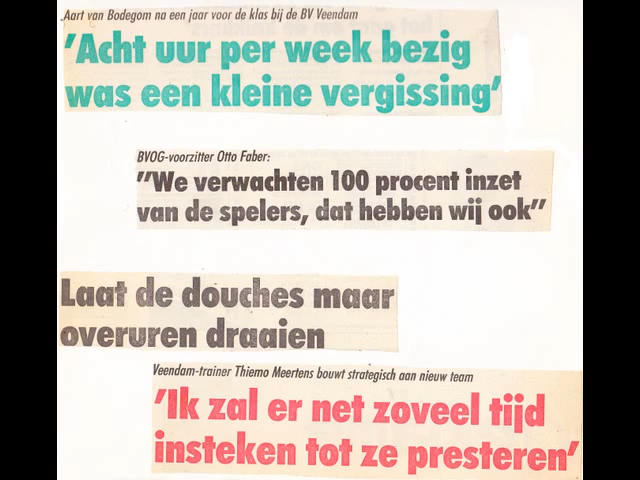 Aart van Bodegom na een jaar voor de klas bij de BV Veendam
'Acht uur per week bezig
was een kleine vergissing'
BVOG-voorzitter Otto Faber:
"We verwachten 100 procent inzet
van de spelers, dat hebben wij ook"
Laat de douches maar
overuren draaien
Veendam-trainer Thiemo Meertens bouwt strategisch aan nieuw team
'Ik zal er net zoveel tijd
insteken tot ze presteren'